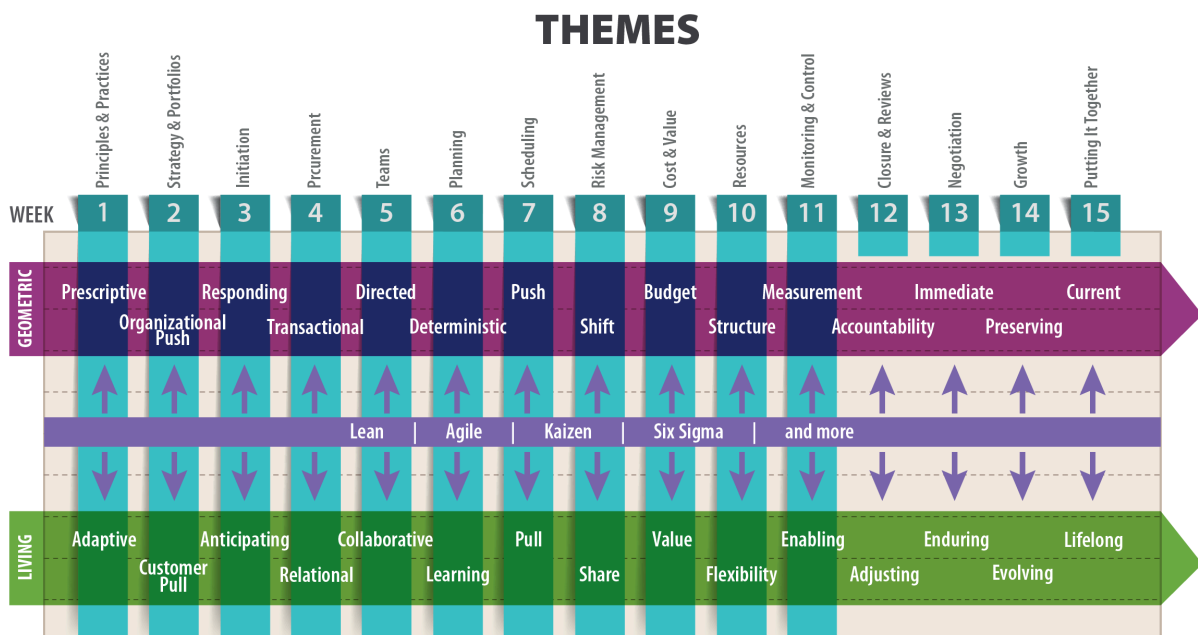 THEMES
Principles & Practices
Strategy & Portfolios
Initiation
Prcurement
Teams
Planning
Scheduling
Risk Management
Cost & Value
Resources
Monitoring & Control
Closure & Reviews
Negotiation
Growth
Putting It Together
WEEK 1 2 3 4 5 6 7 8 9 10 11 12 13 14 15
GEOMETRIC
Prescriptive Responding Directed Push Budget Measurement Immediate Current
Organizational
Push
Transactional Deterministic Shift Structure Accountability Preserving
Lean | Agile | Kaizen | Six Sigma | and more
LIVING
Adaptive Anticipating Collaborative Pull Value Enabling Enduring Lifelong
Customer
Pull
Relational Learning Share Flexibility Adjusting Evolving